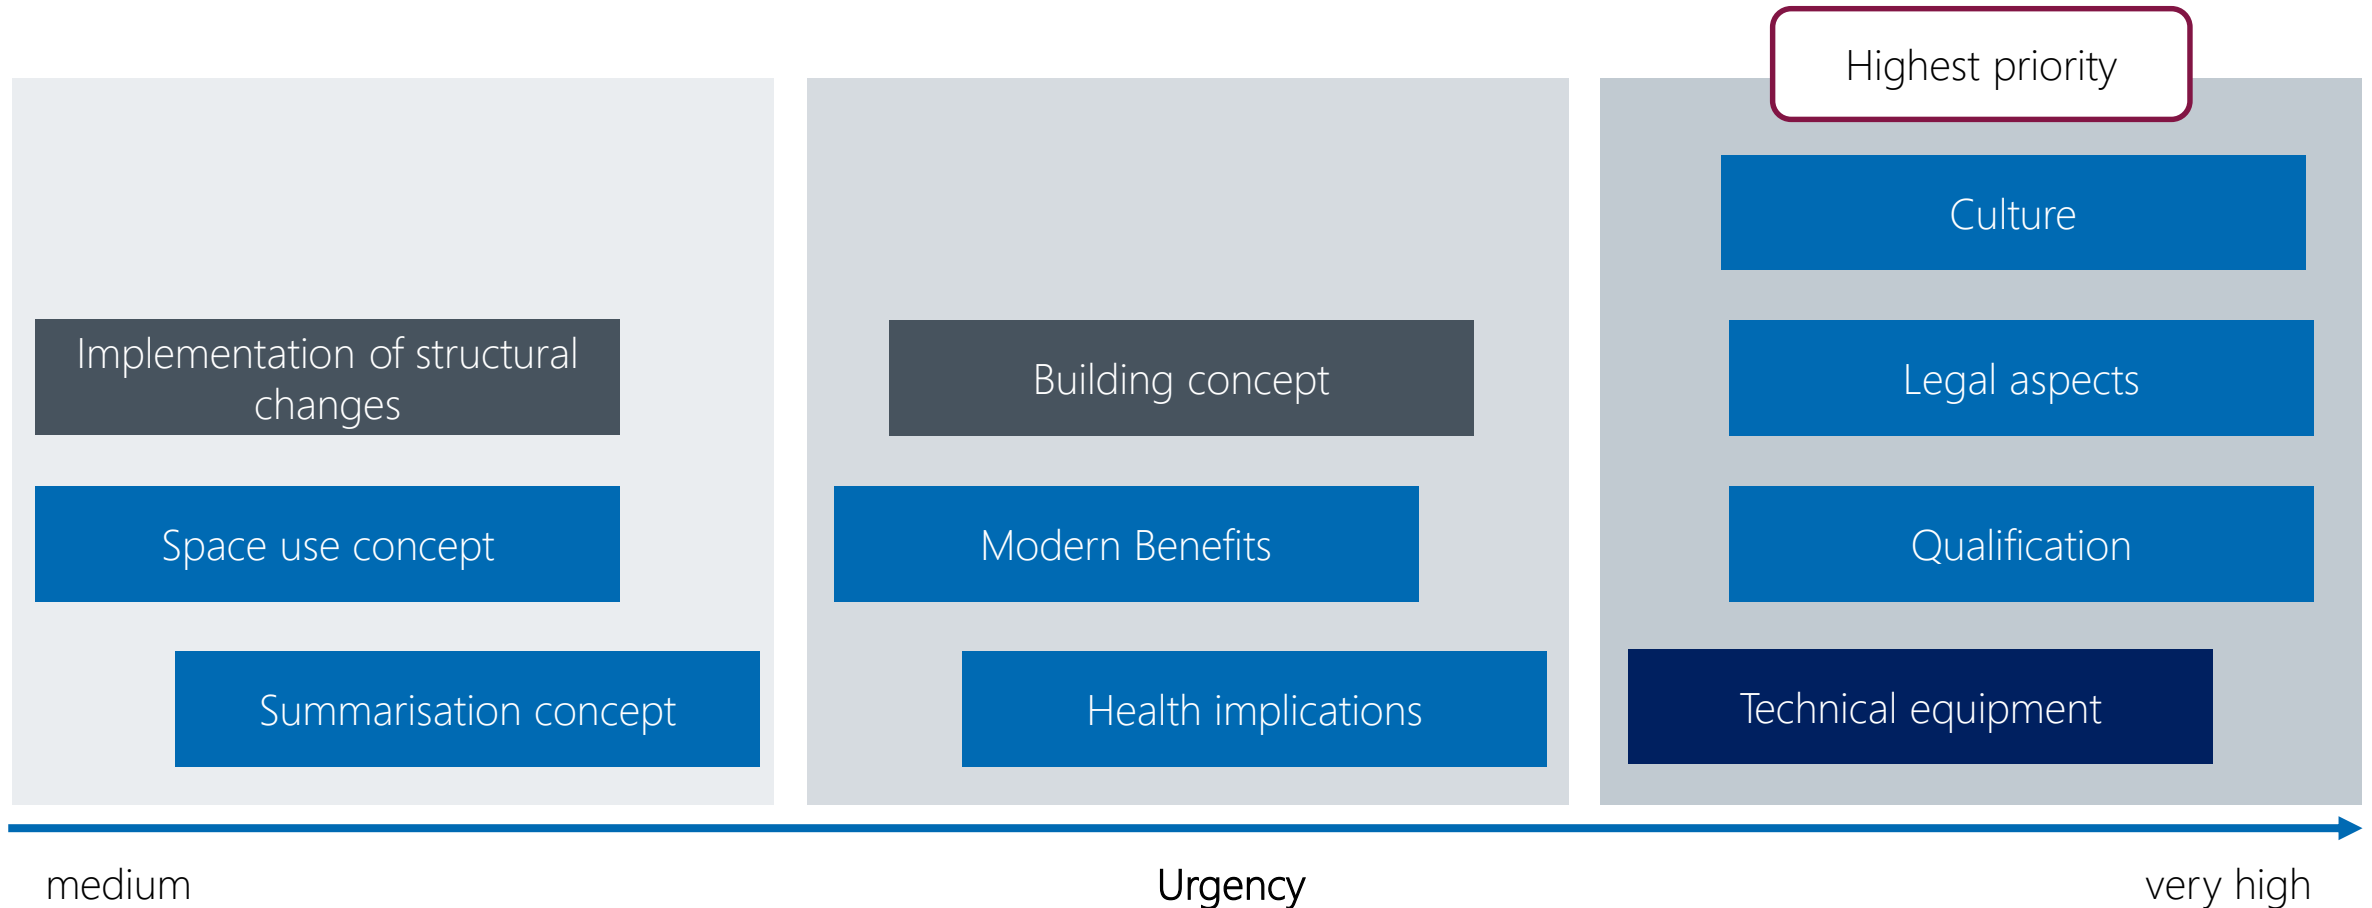 Highest priority
Culture
Implementation of structural
changes
Building concept
Legal aspects
Space use concept
Modern Benefits
Qualification
Summarisation concept
Health implications
Technical equipment
medium
Urgency
very high